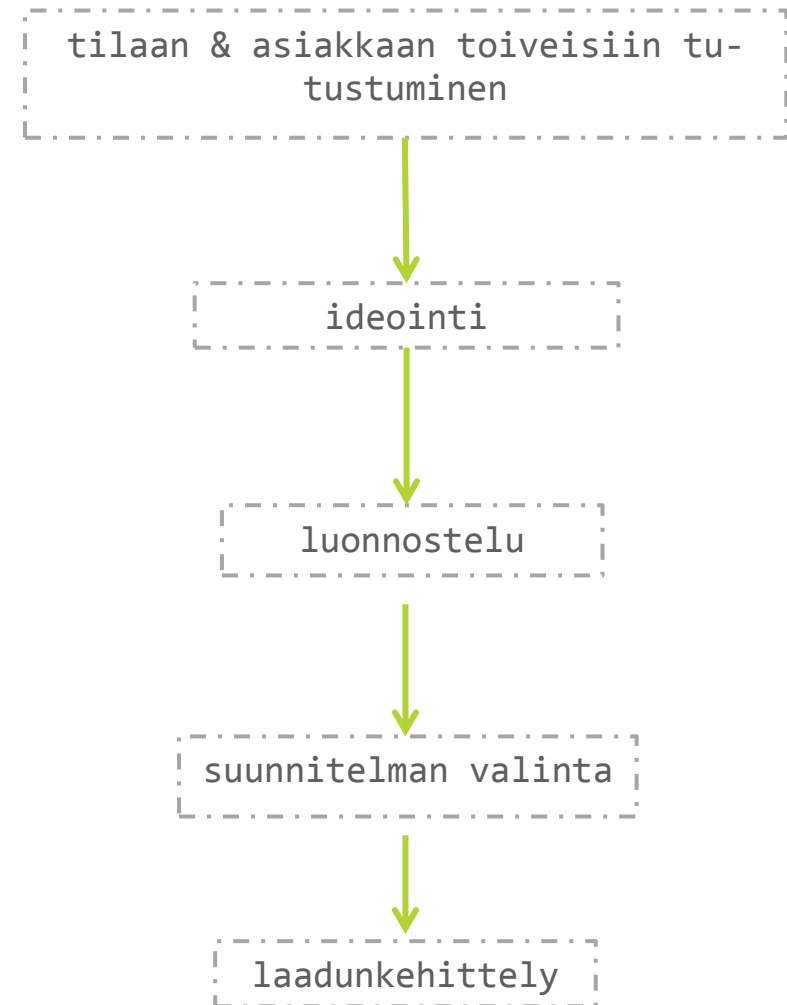 tilaan & asiakkaan toiveisiin tu-
tustuminen
ideointi
luonnostelu
suunnitelman valinta
laadunkehittely